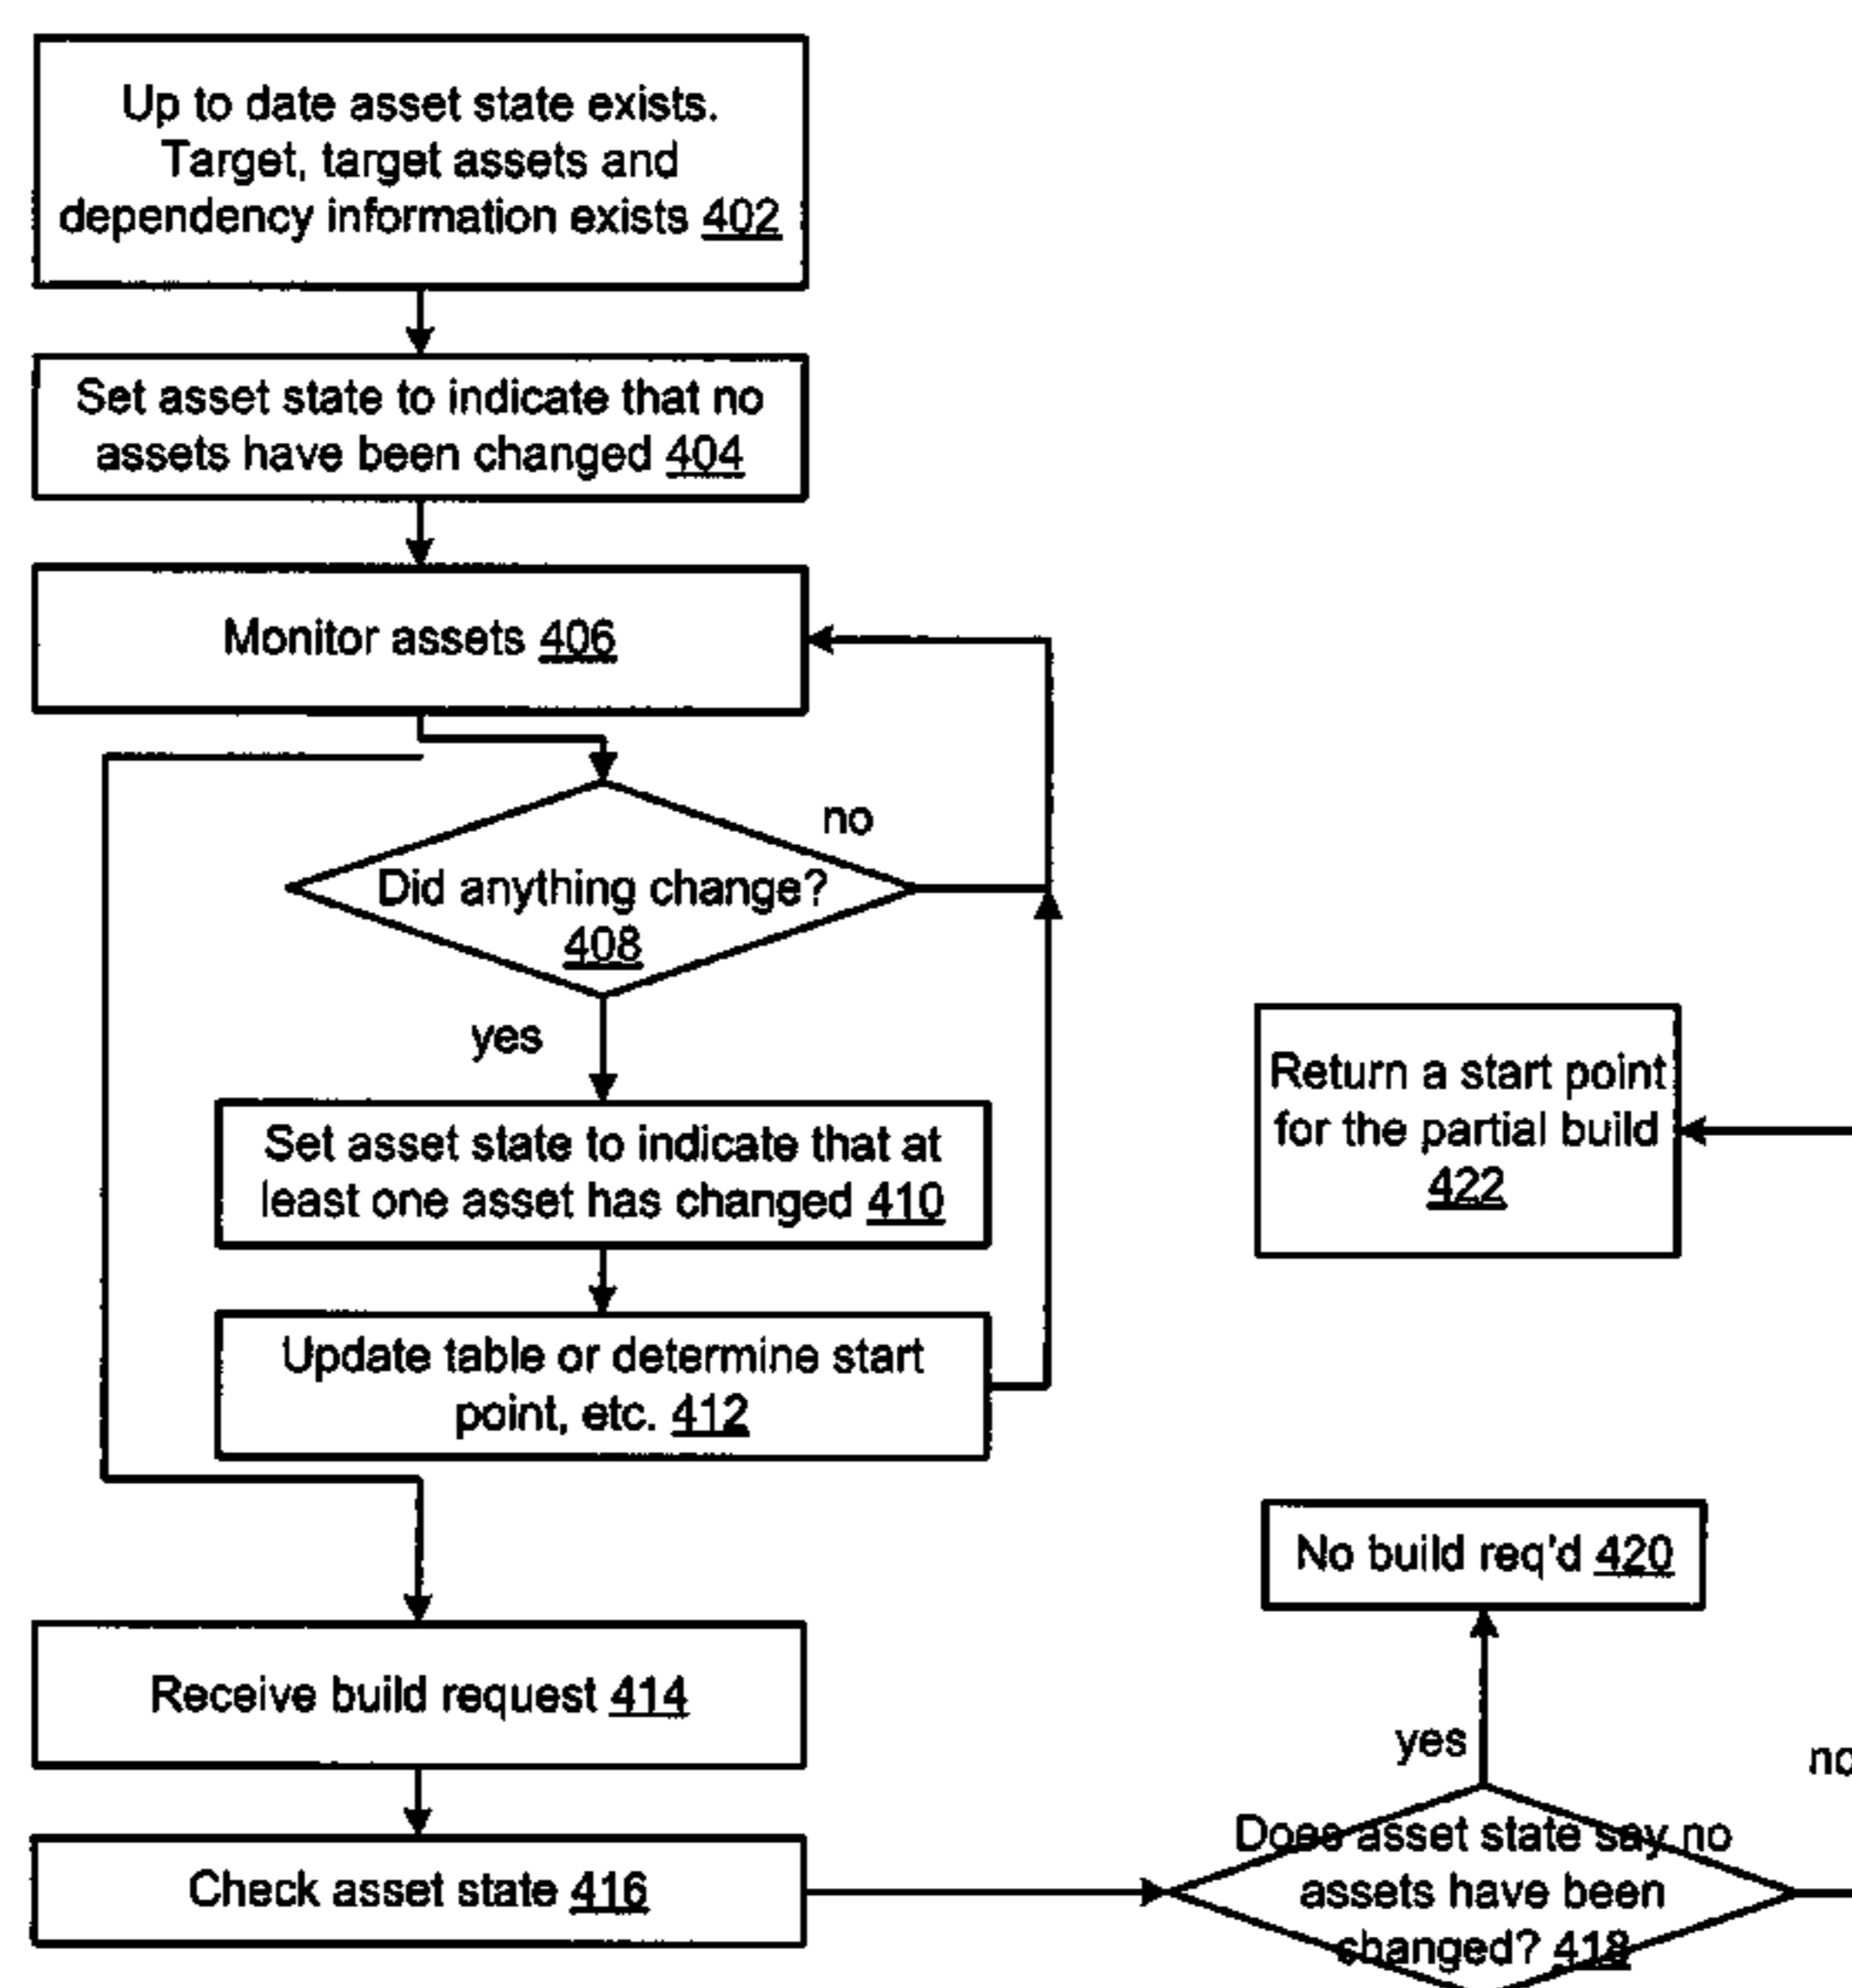 Up to date asset state exists.
Target, target assets and
dependency information exists 402
Set asset state to indicate that no
assets have been changed 404
Monitor assets 406
no
Did anything change?
408
yes
Set asset state to indicate that at
least one asset has changed 410
Update table or determine start
point, etc. 412
Return a start point
for the partial build
422
No build req'd 420
Receive build request 414
Check asset state 416
yes
no
Does asset state say no
assets have been
changed? 418